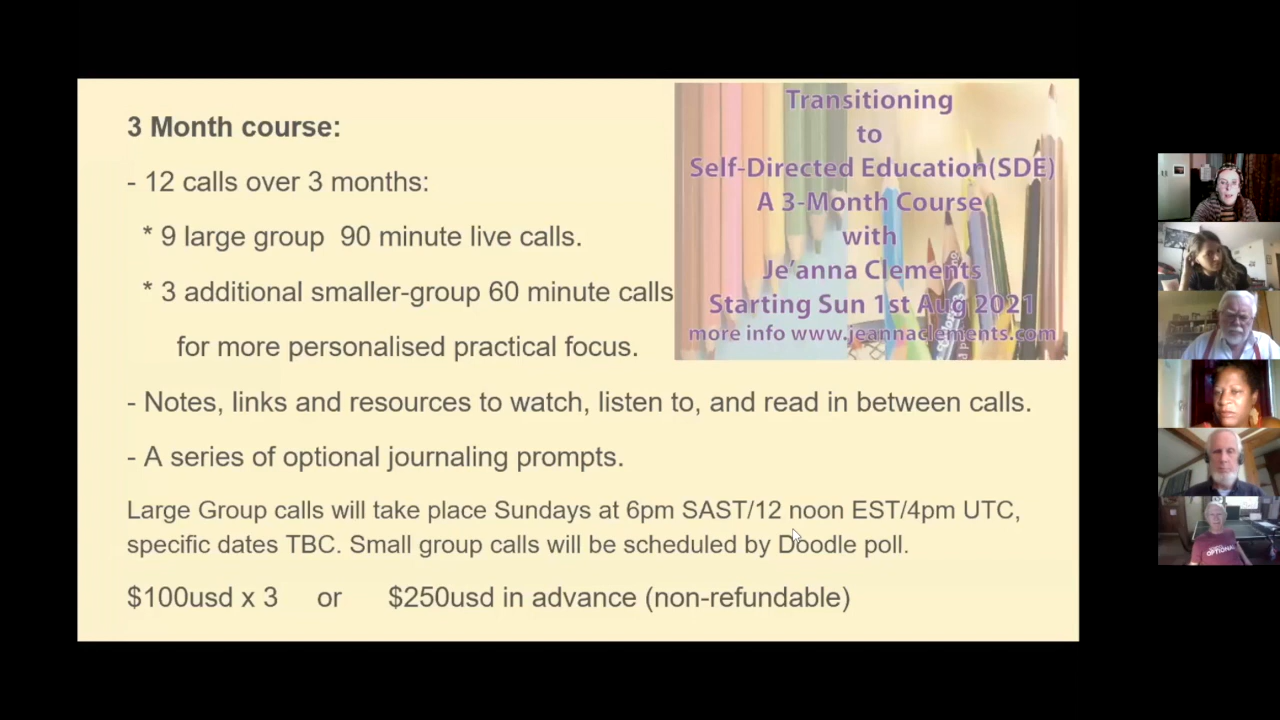 3 Month course:
- 12 calls over 3 months:
* 9 large group 90 minute live calls.
* 3 additional smaller-group 60 minute calls
for more personalised practical focus.
- Notes, links and resources to watch, listen to, and read in between calls.
- A series of optional journaling prompts.
Large Group calls will take place Sundays at 6pm SAST/12 noon EST/4pm UTC,
specific dates TBC. Small group calls will be scheduled by Doodle poll.
$100usd x 3 or $250usd in advance (non-refundable)
Transitioning
to
Self-Directed Education(SDE)
A 3-Month Course
with
Je'anna Clements
Starting Sun 1st Aug 2021
more info www.jeannaclements.com
OPTIONAL